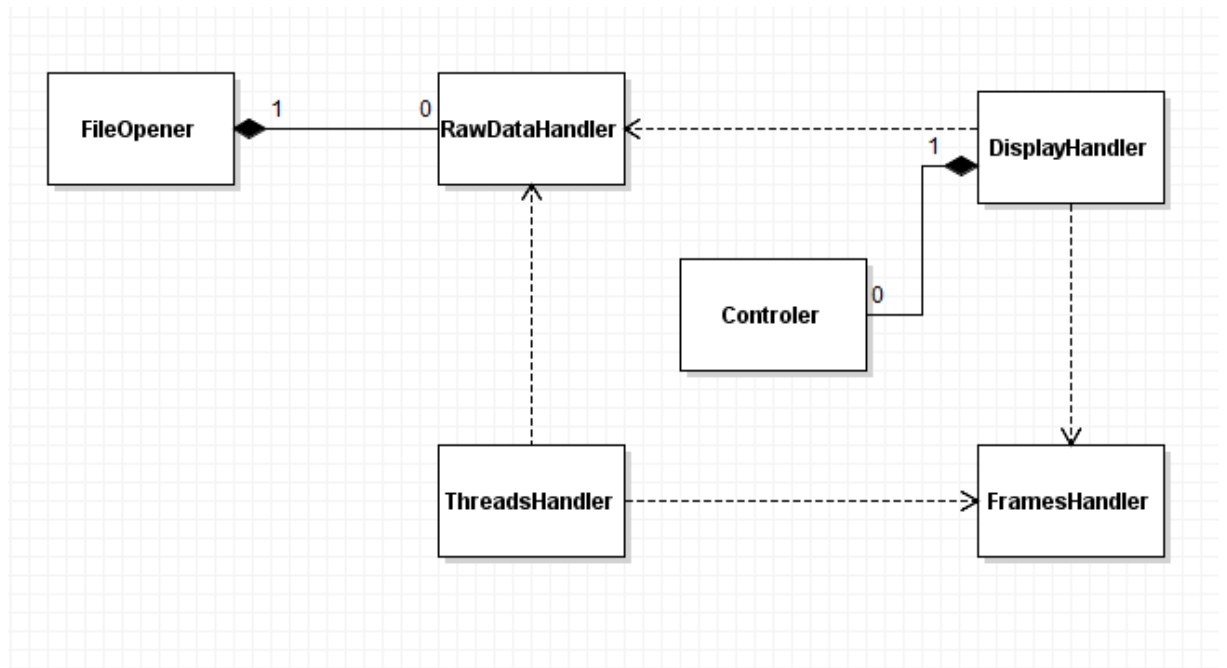 FileOpener
1
0
RawDataHandler
1
DisplayHandler
Controler
0
ThreadsHandler
FramesHandler